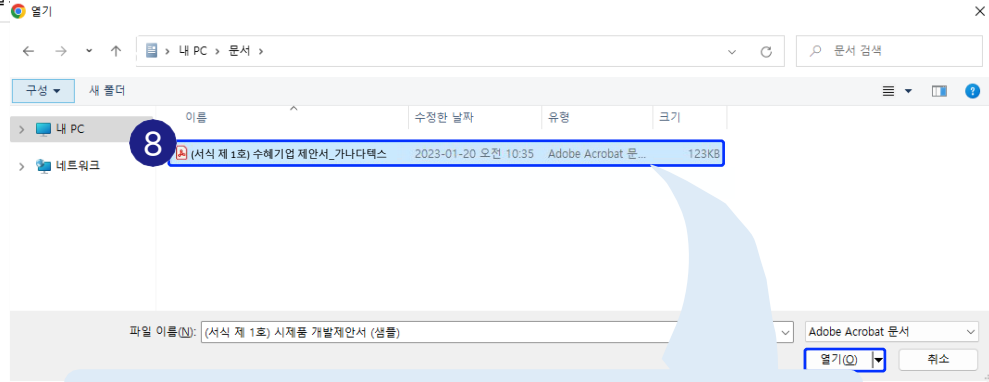 열기
내 PC › 문서 ›
문서 검색
구성 새 폴더
이름 수정한 날짜 유형 크기
내 PC
네트워크
8
(서식 제 1호) 수혜기업 제안서_가나다텍스 2023-01-20 오전 10:35 Adobe Acrobat 문... 123KB
파일 이름(N): (서식 제 1호) 시제품 개발제안서 (샘플) Adobe Acrobat 문서
열기(O) 취소